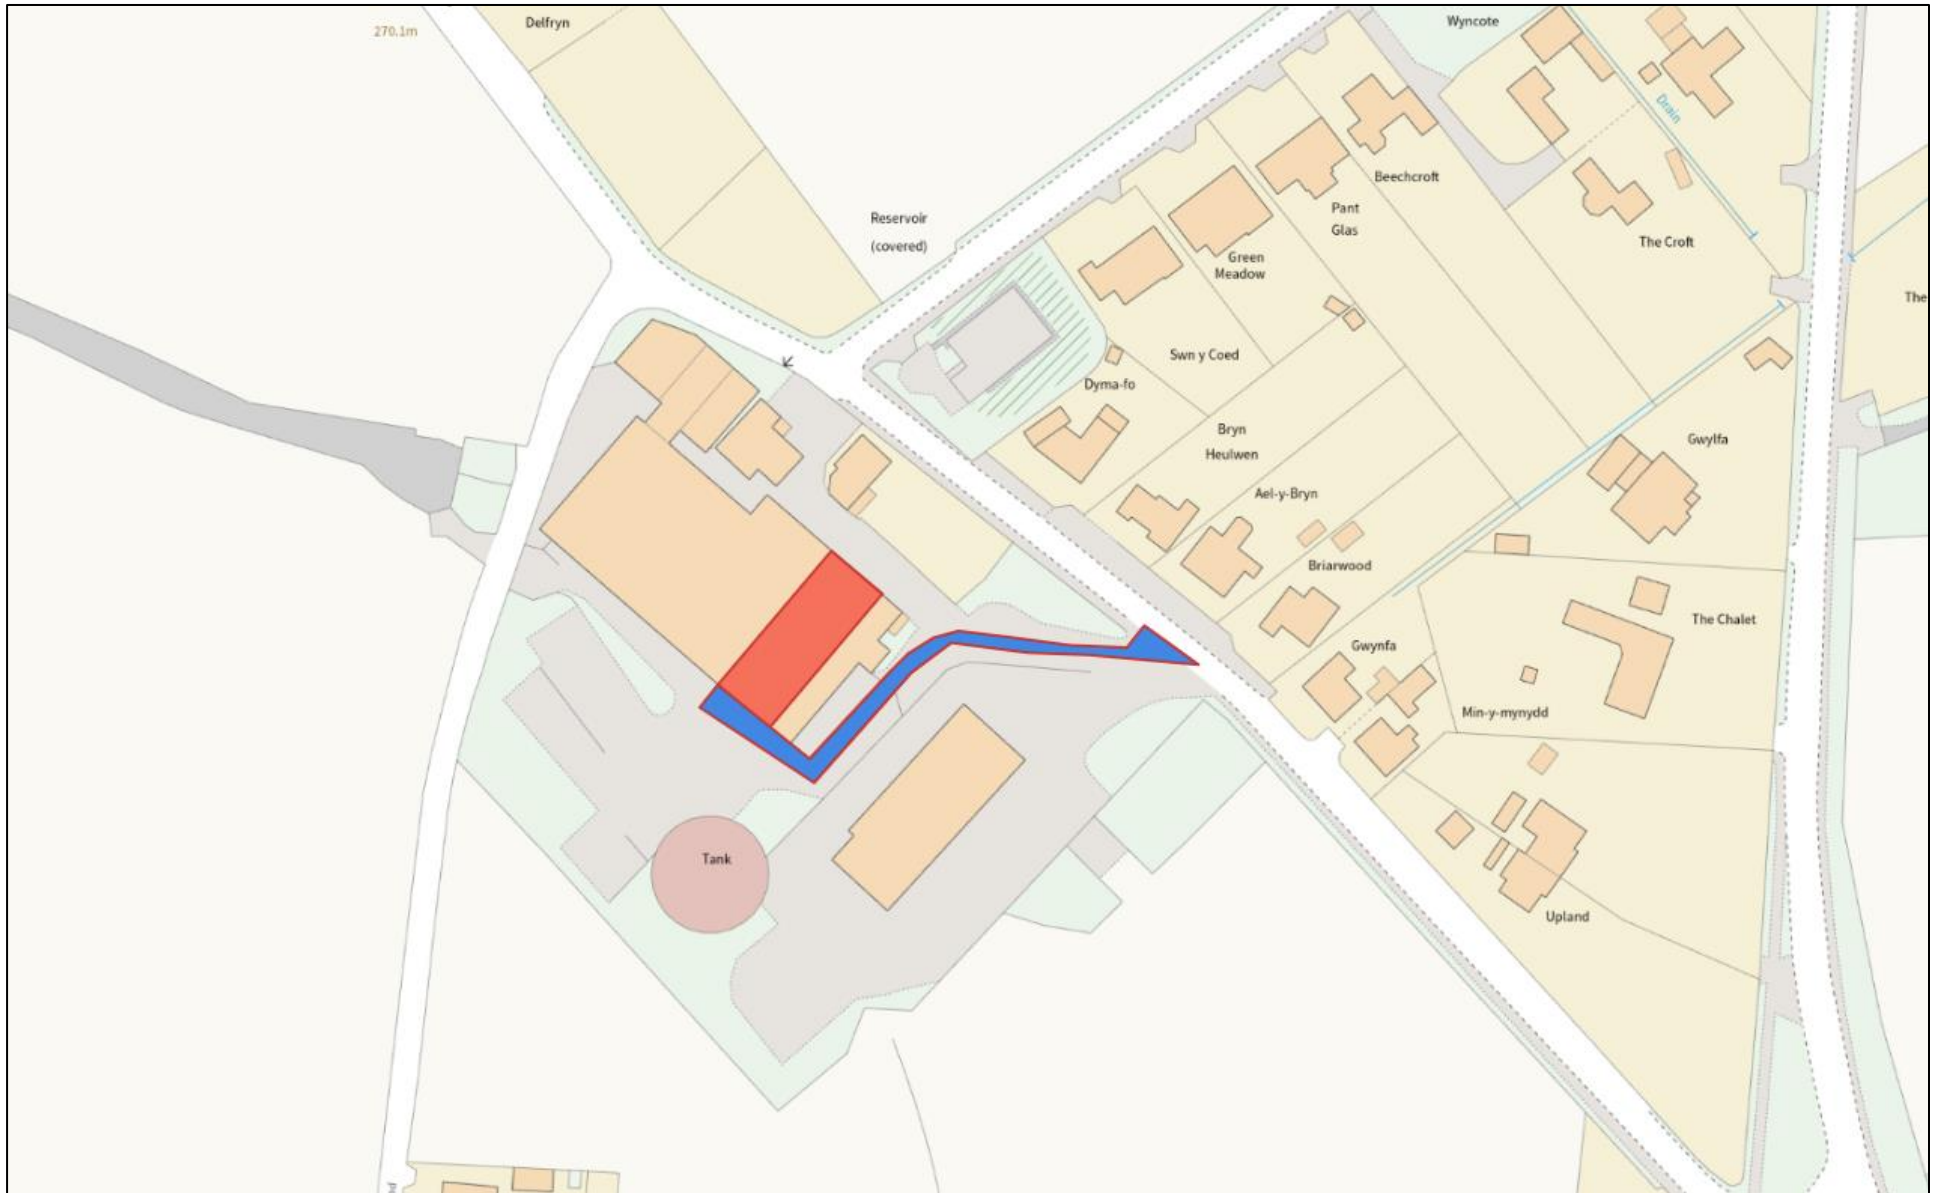 Delfryn
Wyncote
270.1m
Drain
Beechcroft
Pant
Glas
Reservoir
(covered)
The Croft
Green
Meadow
The
Swn y Coed
Dyma-fo
Bryn
Heulwen
Gwylfa
Ael-y-Bryn
Briarwood
The Chalet
Gwynfa
Min-y-mynydd
Tank
Upland